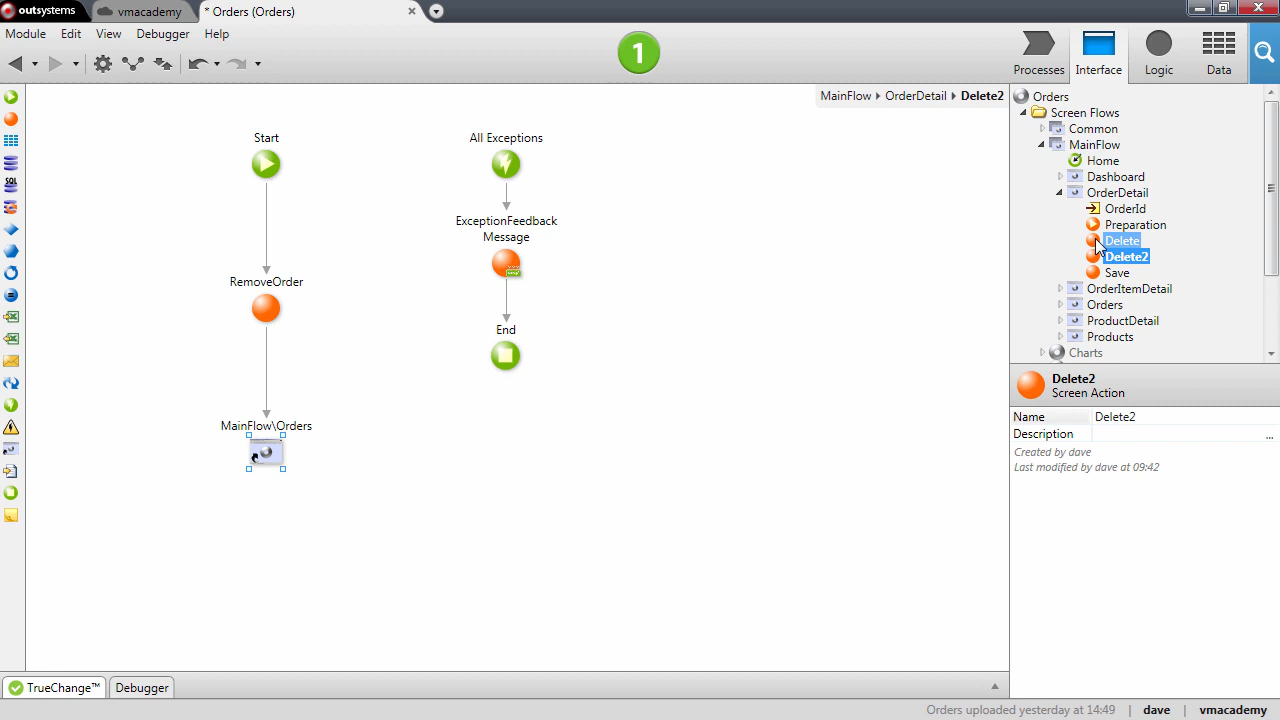 outsystems
vmacademy
* Orders (Orders)
Module Edit View Debugger Help
1
Processes Interface Logic Data
MainFlow OrderDetail Delete2
SQL
Start
RemoveOrder
MainFlow\Orders
All Exceptions
ExceptionFeedback
Message
End
Orders
Screen Flows
Common
MainFlow
Home
Dashboard
OrderDetail
OrderId
Preparation
Delete
Delete2
Save
OrderItemDetail
Orders
ProductDetail
Products
Charts
Delete2
Screen Action
Name Delete2
Description ...
Created by dave
Last modified by dave at 09:42
TrueChange™ Debugger
Orders uploaded yesterday at 14:49 | dave | vmacademy